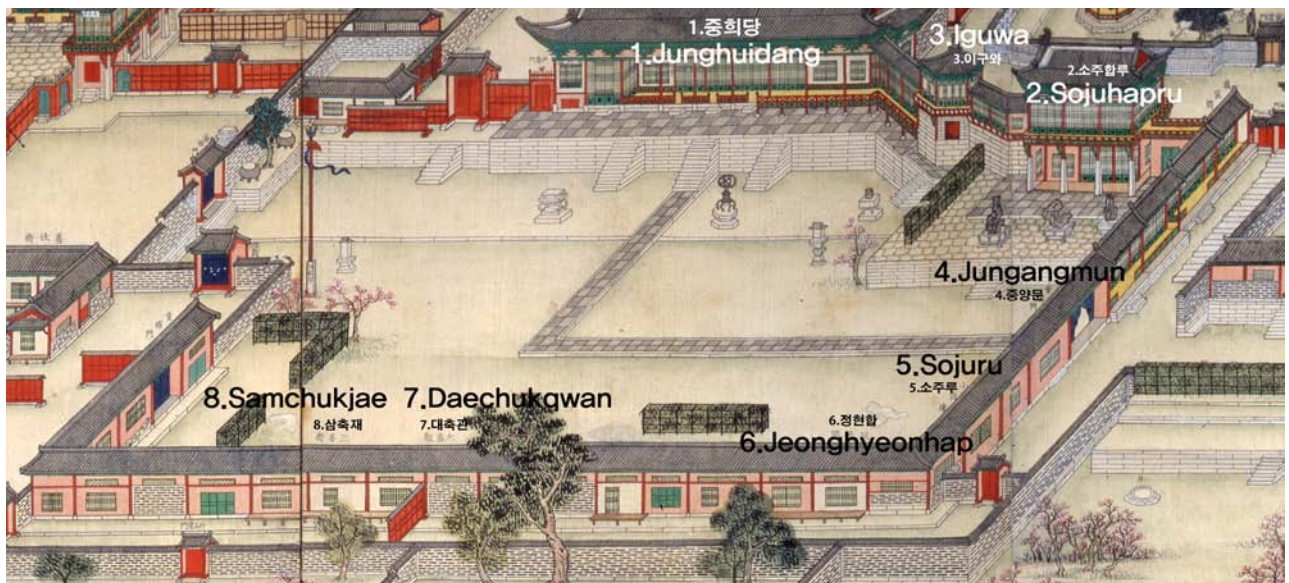 1.중희당
1.Junghuidang
3.Iguwa
3.이구와
2.소주합루
2.Sojuhapru
4.Jungangmun
4.중양문
5.Sojuru
5.소주루
8.Samchukjae
8.삼축재
7.Daechukqwan
7.대축관
6.정현합
6.Jeonghyeonhap